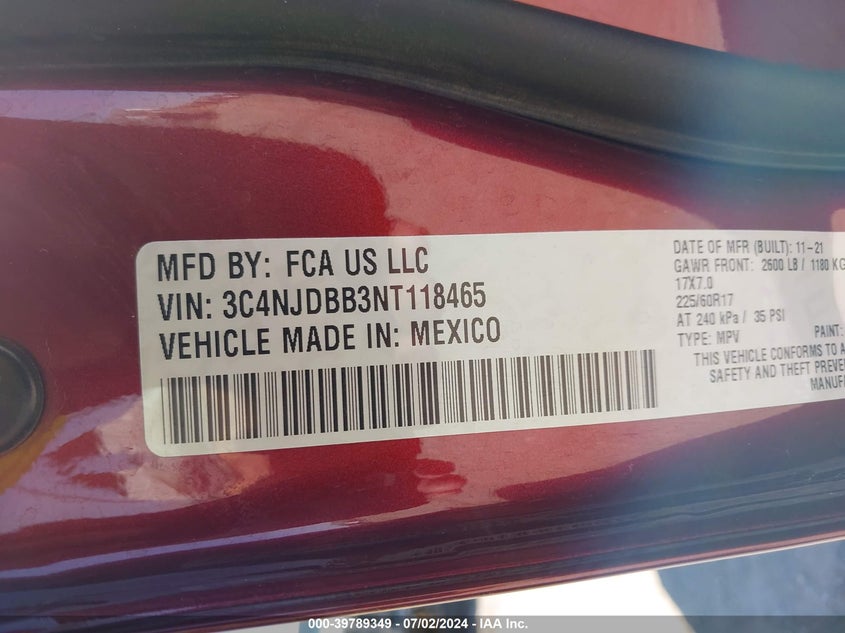 MFD BY: FCA US LLC
VIN: 3C4NJDBB3NT118465
VEHICLE MADE IN: MEXICO
DATE OF MFR (BUILT): 11-21
GAWR FRONT: 2600 LB / 1180 KG
17X7.0
225/60R17
AT 240 kPa / 35 PSI
TYPE: MPV PAINT:
THIS VEHICLE CONFORMS TO A
SAFETY AND THEFT PREVE
MANUFA
000-39789349 / 07/02/2024 - IAA Inc.